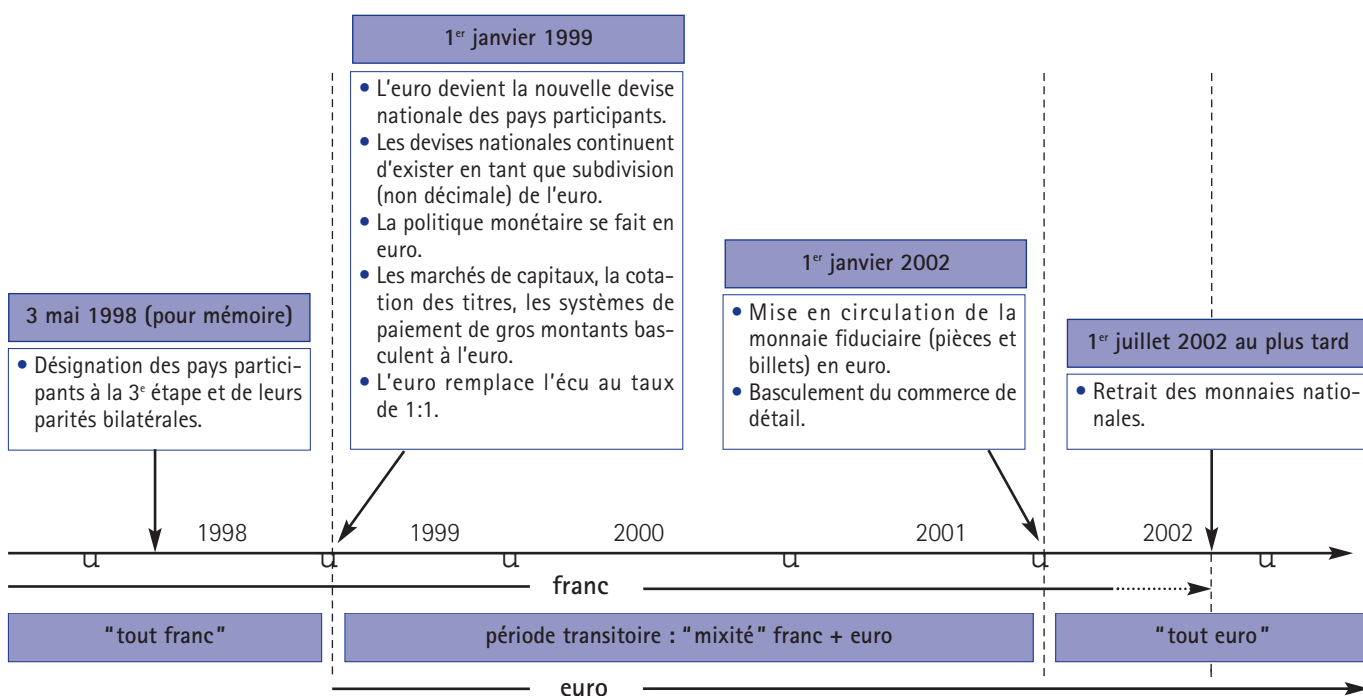 1er janvier 1999
• L'euro devient la nouvelle devise
nationale des pays participants.
• Les devises nationales continuent
d'exister en tant que subdivision
(non décimale) de l'euro.
• La politique monétaire se fait en
euro.
• Les marchés de capitaux, la cota-
tion des titres, les systèmes de
paiement de gros montants bas-
culent à l'euro.
• L'euro remplace l'écu au taux
de 1:1.
1er janvier 2002
• Mise en circulation de la
monnaie fiduciaire (pièces et
billets) en euro.
• Basculement du commerce de
détail.
3 mai 1998 (pour mémoire)
• Désignation des pays partici-
pants à la 3e étape et de leurs
parités bilatérales.
1er juillet 2002 au plus tard
• Retrait des monnaies natio-
nales.
1998 1999 2000 2001 2002
u u u u u u
franc
"tout franc" période transitoire : "mixité" franc + euro "tout euro"
euro